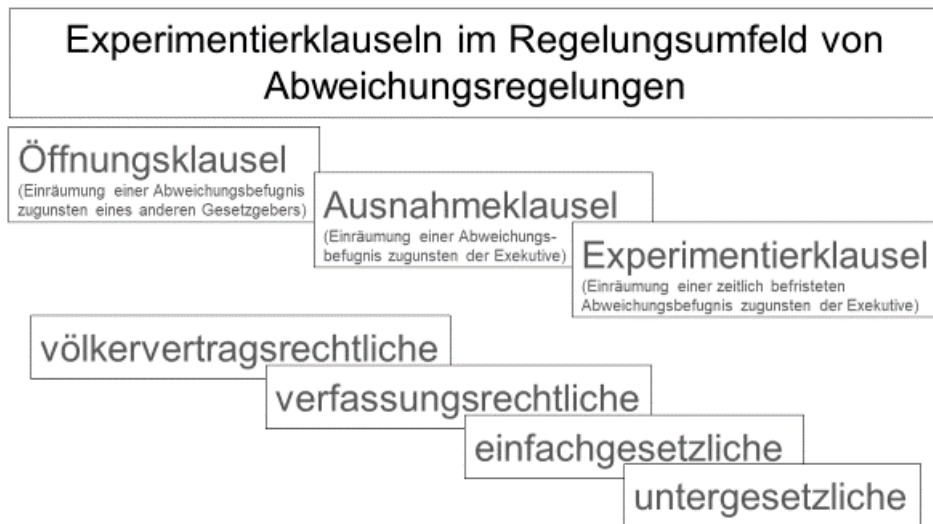 Experimentierklauseln im Regelungsumfeld von
Abweichungsregelungen
Öffnungsklausel
(Einräumung einer Abweichungsbefugnis
zugunsten eines anderen Gesetzgebers)
Ausnahmeklausel
(Einräumung einer Abweichungs-
befugnis zugunsten der Exekutive)
Experimentierklausel
(Einräumung einer zeitlich befristeten
Abweichungsbefugnis zugunsten der Exekutive)
völkervertragsrechtliche
verfassungsrechtliche
einfachgesetzliche
untergesetzliche